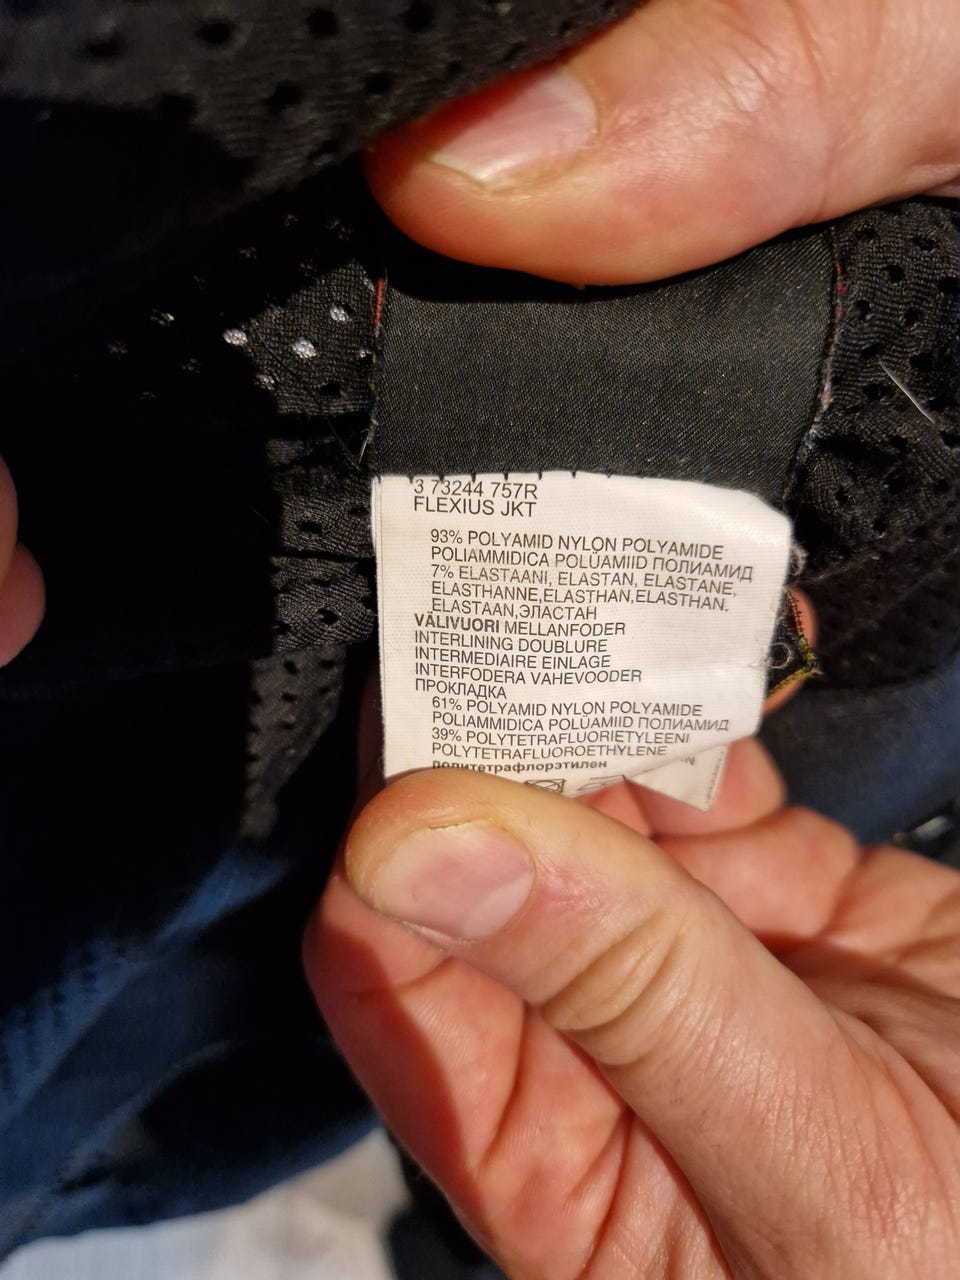 3 73244 757R
FLEXIUS JKT
93% POLYAMID NYLON POLYAMIDE
POLIAMMIDICA POLÜAMIID ПОЛИАМИД
7% ELASTAANI, ELASTAN, ELASTANE,
ELASTHANNE,ELASTHAN,ELASTHAN.
ELASTAAN,ЭЛАСТАН
VÄLIVUORI MELLANFODER
INTERLINING DOUBLURE
INTERMEDIAIRE EINLAGE
INTERFODERA VAHEVOODER
ПРОКЛАДКА
61% POLYAMID NYLON POLYAMIDE
POLIAMMIDICA POLÜAMIID ПОЛИАМИД
39% POLYTETRAFLUORIETYLEENI
POLYTETRAFLUOROETHYLENE
политетрафлорэтилен